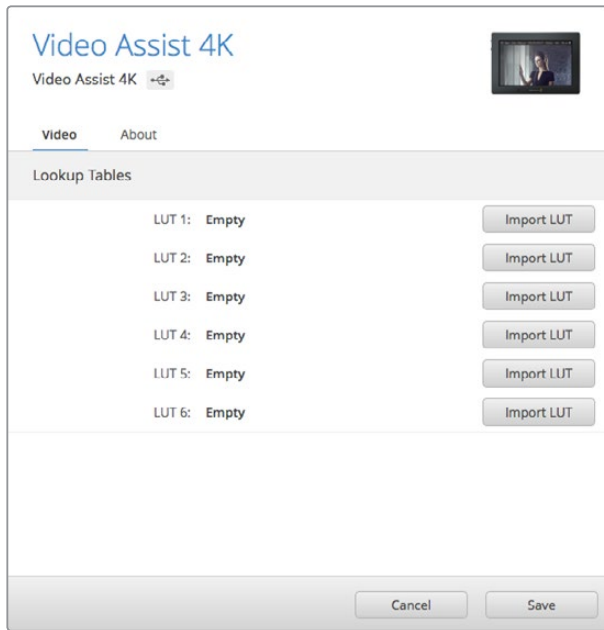 Video Assist 4K
Video Assist 4K
Video About
Lookup Tables
LUT 1: Empty Import LUT
LUT 2: Empty Import LUT
LUT 3: Empty Import LUT
LUT 4: Empty Import LUT
LUT 5: Empty Import LUT
LUT 6: Empty Import LUT
Cancel Save